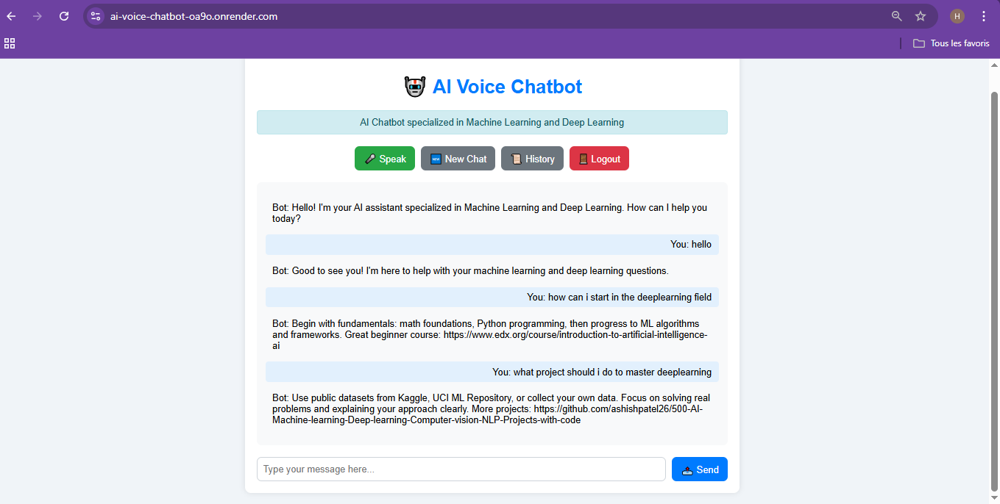 ai-voice-chatbot-oa9o.onrender.com
H
Tous les favoris
AI Voice Chatbot
AI Chatbot specialized in Machine Learning and Deep Learning
Speak
NEW New Chat
History
Logout
Bot: Hello! I'm your AI assistant specialized in Machine Learning and Deep Learning. How can I help you
today?
You: hello
Bot: Good to see you! I'm here to help with your machine learning and deep learning questions.
You: how can i start in the deeplearning field
Bot: Begin with fundamentals: math foundations, Python programming, then progress to ML algorithms
and frameworks. Great beginner course: https://www.edx.org/course/introduction-to-artificial-intelligence-
ai
You: what project should i do to master deeplearning
Bot: Use public datasets from Kaggle, UCI ML Repository, or collect your own data. Focus on solving real
problems and explaining your approach clearly. More projects: https://github.com/ashishpatel26/500-AI-
Machine-learning-Deep-learning-Computer-vision-NLP-Projects-with-code
Type your message here...
Send